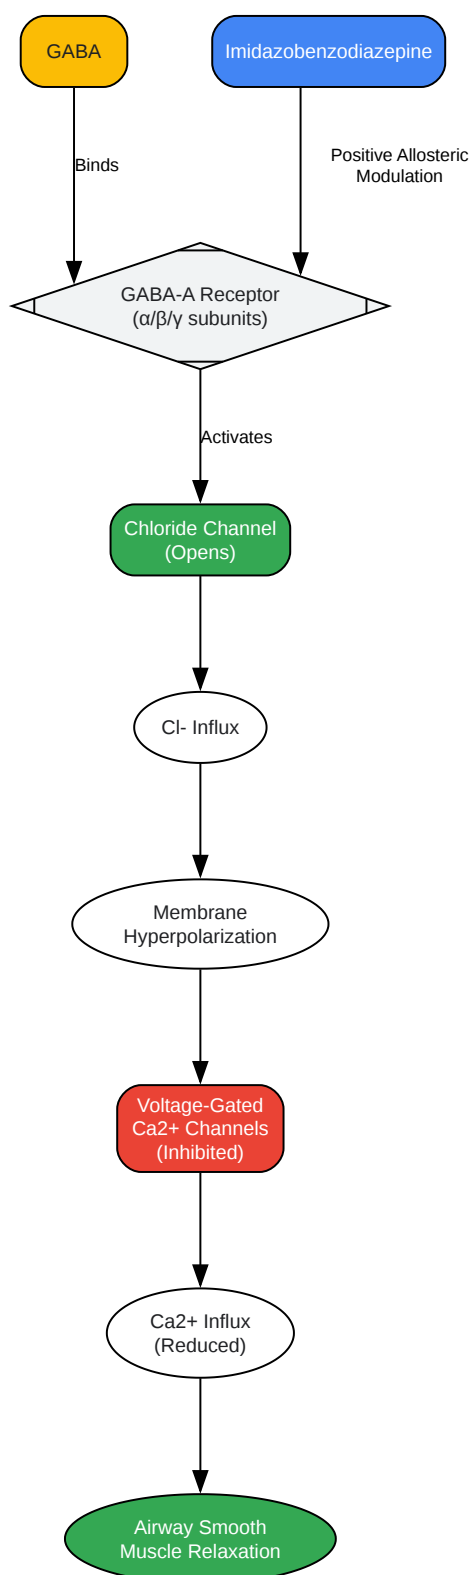 GABA
Imidazobenzodiazepine
Binds
Positive Allosteric
Modulation
GABA-A Receptor
(α/β/γ subunits)
Activates
Chloride Channel
(Opens)
Cl- Influx
Membrane
Hyperpolarization
Voltage-Gated
Ca2+ Channels
(Inhibited)
Ca2+ Influx
(Reduced)
Airway Smooth
Muscle Relaxation